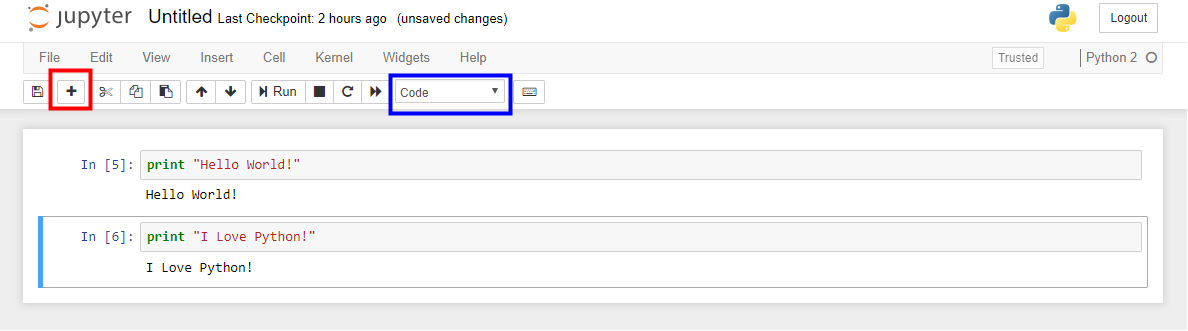 jupyter Untitled Last Checkpoint: 2 hours ago (unsaved changes) Logout
File Edit View Insert Cell Kernel Widgets Help Trusted Python 2
Run Code
In [5]: print "Hello World!"
Hello World!
In [6]: print "I Love Python!"
I Love Python!